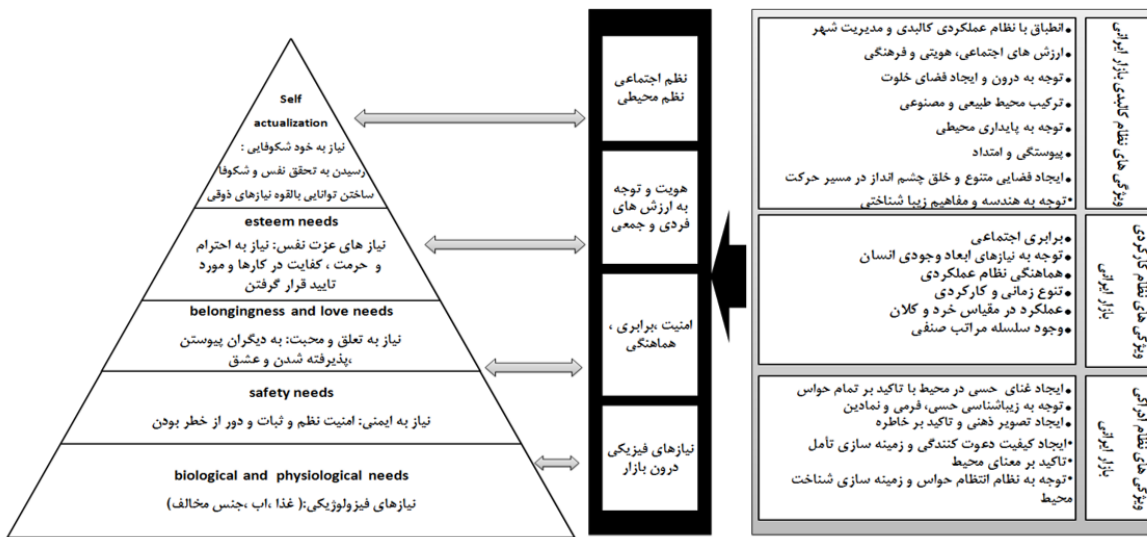 ویژگی های نظام کالبدی بازار ایرانی
•انطباق با نظام عملکردی کالبدی و مدیریت شهر
•ارزش های اجتماعی، هویتی و فرهنگی
•توجه به درون و ایجاد فضای خلوت
•ترکیب محیط طبیعی و مصنوعی
•توجه به پایداری محیطی
•پیوستگی و امتداد
•ایجاد فضایی متنوع و خلق چشم انداز در مسیر حرکت
•توجه به هندسه و مفاهیم زیبا شناختی
ویژگی های نظام کارکردی
بازار ایرانی
•برابری اجتماعی
•توجه به نیازهای ابعاد وجودی انسان
•هماهنگی نظام عملکردی
•تنوع زمانی و کارکردی
•عملکرد در مقیاس خرد و کلان
•وجود سلسله مراتب صنفی
ویژگی های نظام ادراکی
بازار ایرانی
•ایجاد غنای حسی در محیط با تاکید بر تمام حواس
•توجه به زیباشناسی حسی، فرمی و نمادین
•ایجاد تصویر ذهنی و تاکید بر خاطره
•ایجاد کیفیت دعوت کنندگی و زمینه سازی تأمل
•تاکید بر معنای محیط
•توجه به نظام انتظام حواس و زمینه سازی شناخت
محیط
نظم اجتماعی
نظم محیطی
هویت و توجه
به ارزش های
فردی و جمعی
امنیت ،برابری ،
هماهنگی
نیازهای فیزیکی
درون بازار
Self
actualization
نیاز به خود شکوفایی :
رسیدن به تحقق نفس و شکوفا
ساختن توانایی بالقوه نیازهای ذوقی
esteem needs
نیاز های عزت نفس: نیاز به احترام
و حرمت ، کفایت در کارها و مورد
تایید قرار گرفتن
belongingness and love needs
نیاز به تعلق و محبت: به دیگران پیوستن
،پذیرفته شدن و عشق
safety needs
نیاز به ایمنی: امنیت نظم و ثبات و دور از خطر بودن
biological and physiological needs
نیازهای فیزولوژیکی:( غذا ،اب ،جنس مخالف)